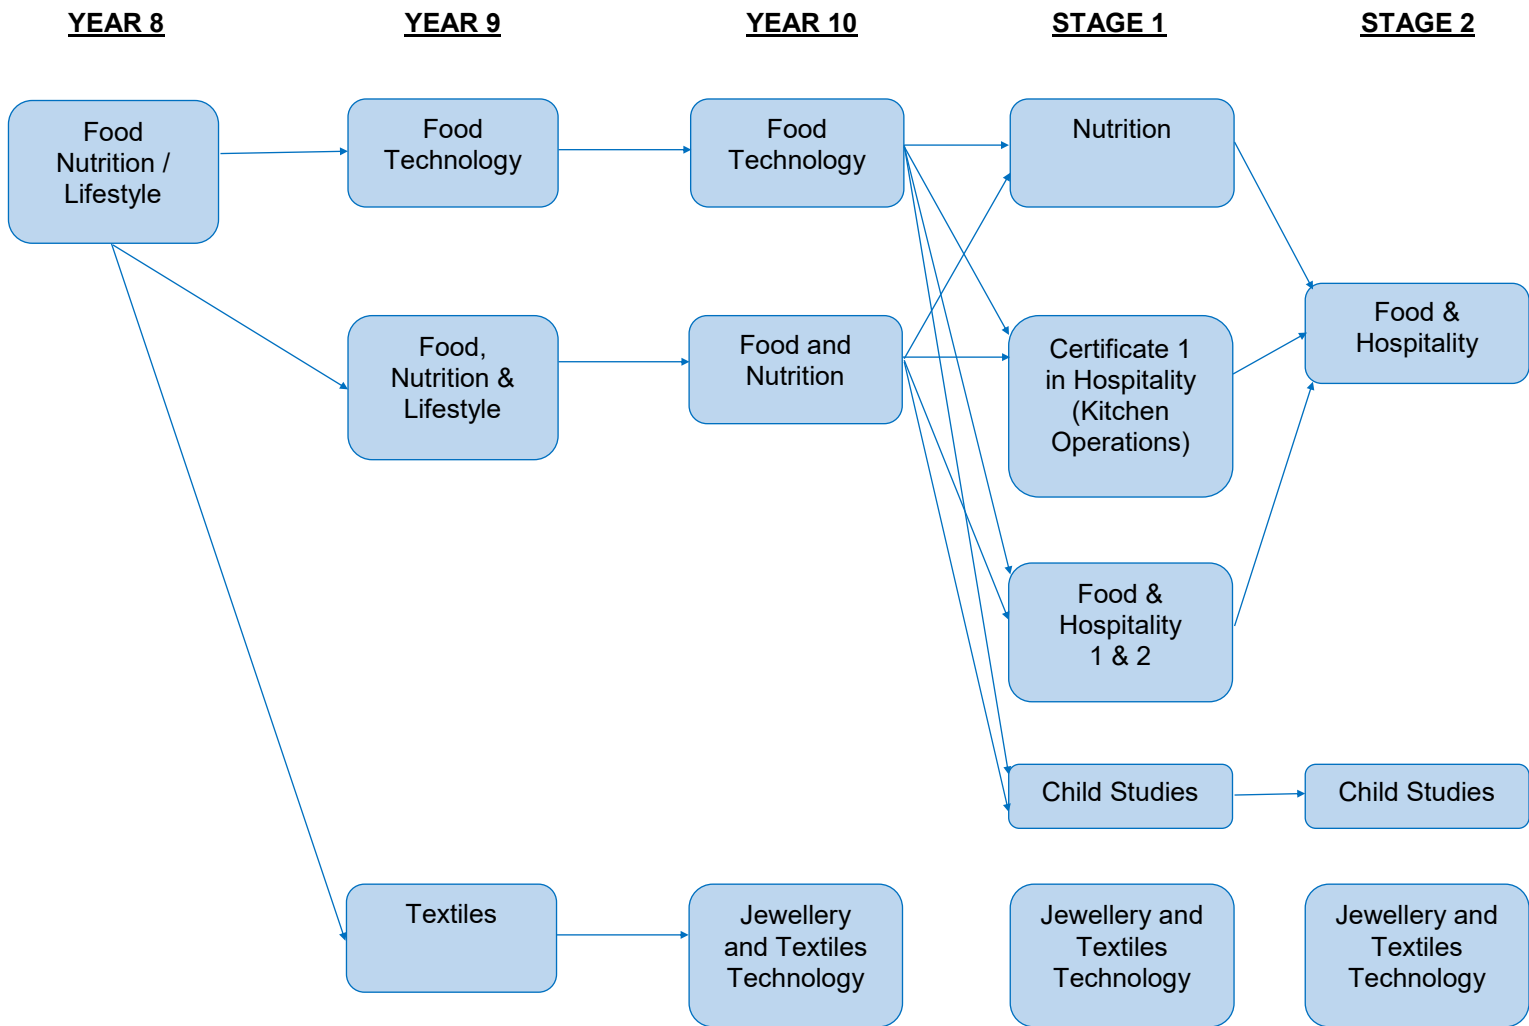 YEAR 8
YEAR 9
YEAR 10
STAGE 1
STAGE 2
Food
Nutrition /
Lifestyle
Food
Technology
Food
Technology
Nutrition
Food,
Nutrition &
Lifestyle
Food and
Nutrition
Certificate 1
in Hospitality
(Kitchen
Operations)
Food &
Hospitality
Food &
Hospitality
1 & 2
Child Studies
Child Studies
Textiles
Jewellery
and Textiles
Technology
Jewellery and
Textiles
Technology
Jewellery and
Textiles
Technology